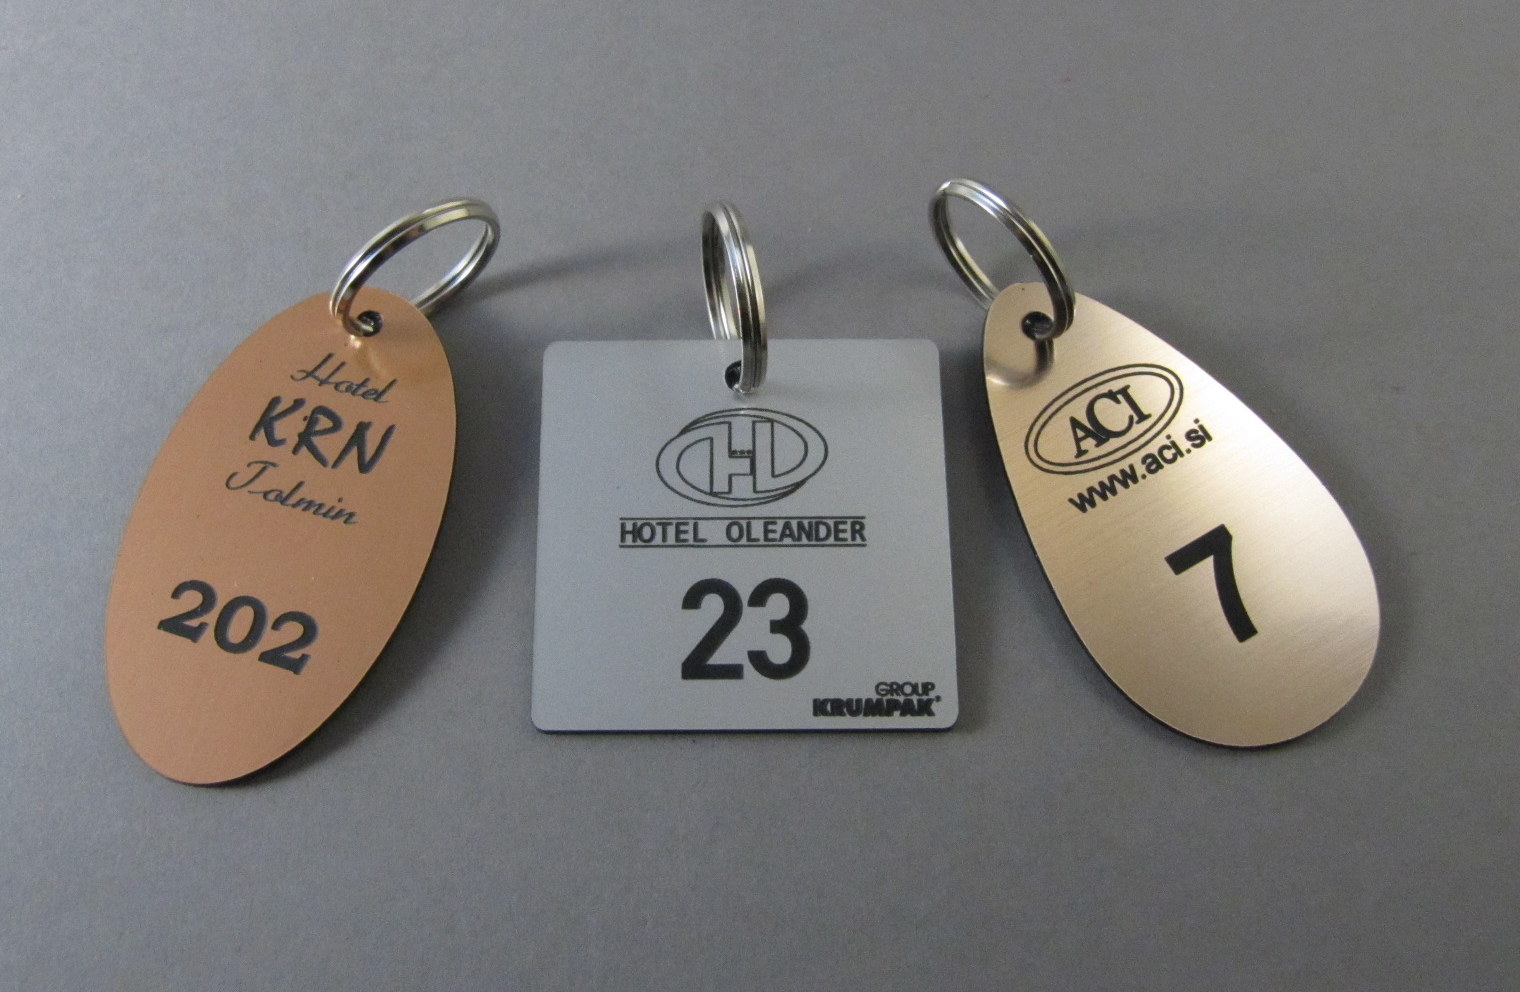 Hotel
KRN
Tolmin
202
HOTEL OLEANDER
23
GROUP
KRUMPAK®
ACI
www.aci.si
7